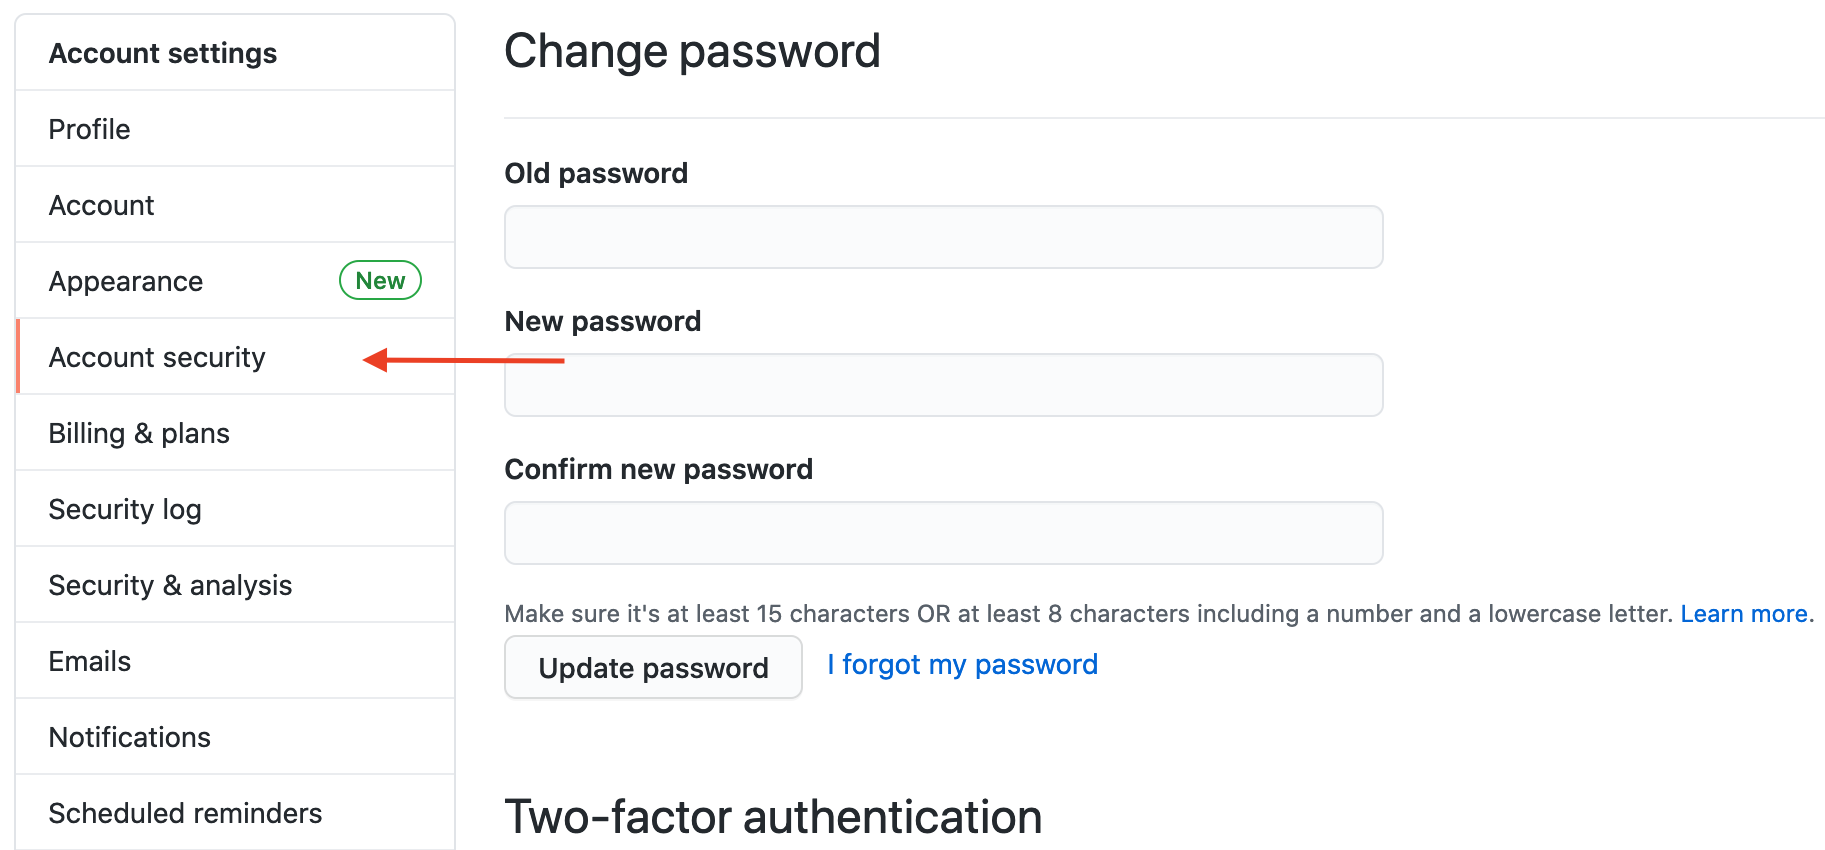 Account settings
Profile
Account
Appearance New
Account security
Billing & plans
Security log
Security & analysis
Emails
Notifications
Scheduled reminders
Change password
Old password
New password
Confirm new password
Make sure it's at least 15 characters OR at least 8 characters including a number and a lowercase letter. Learn more.
Update password I forgot my password
Two-factor authentication